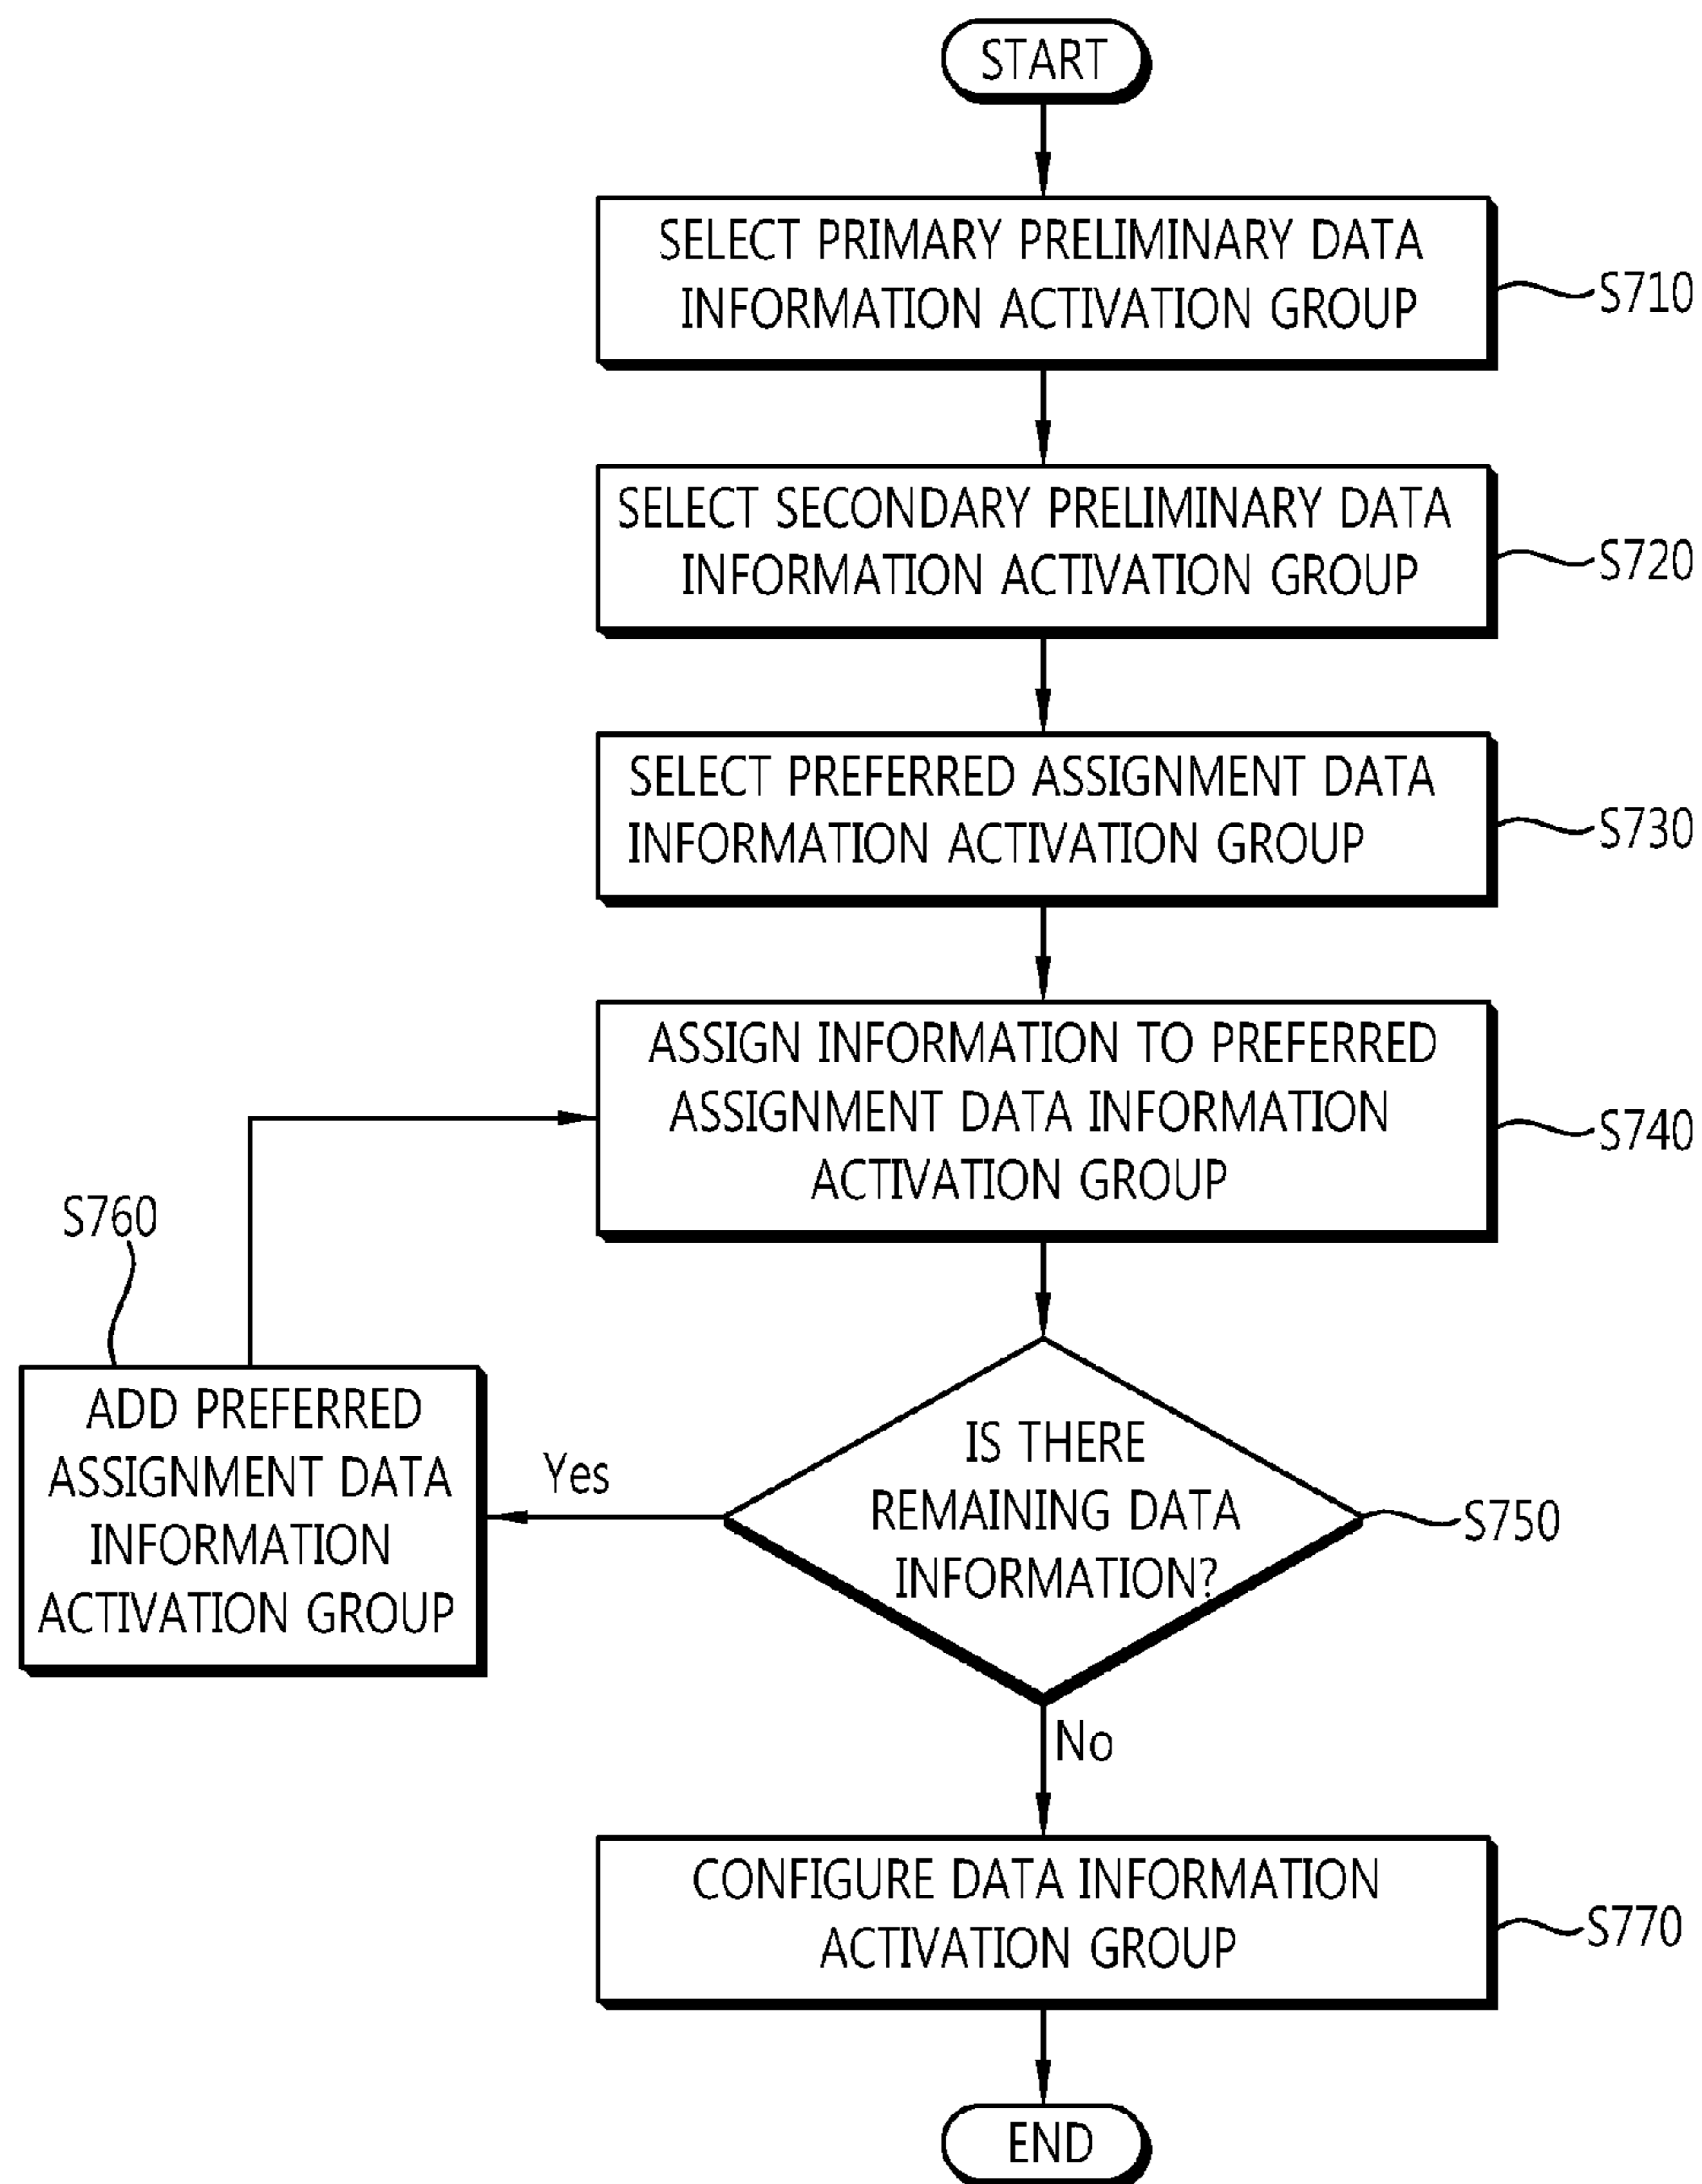 START
SELECT PRIMARY PRELIMINARY DATA
INFORMATION ACTIVATION GROUP
S710
SELECT SECONDARY PRELIMINARY DATA
INFORMATION ACTIVATION GROUP
S720
SELECT PREFERRED ASSIGNMENT DATA
INFORMATION ACTIVATION GROUP
S730
ASSIGN INFORMATION TO PREFERRED
ASSIGNMENT DATA INFORMATION
ACTIVATION GROUP
S740
S760
ADD PREFERRED
ASSIGNMENT DATA
INFORMATION
ACTIVATION GROUP
Yes
IS THERE
REMAINING DATA
INFORMATION?
S750
No
CONFIGURE DATA INFORMATION
ACTIVATION GROUP
S770
END